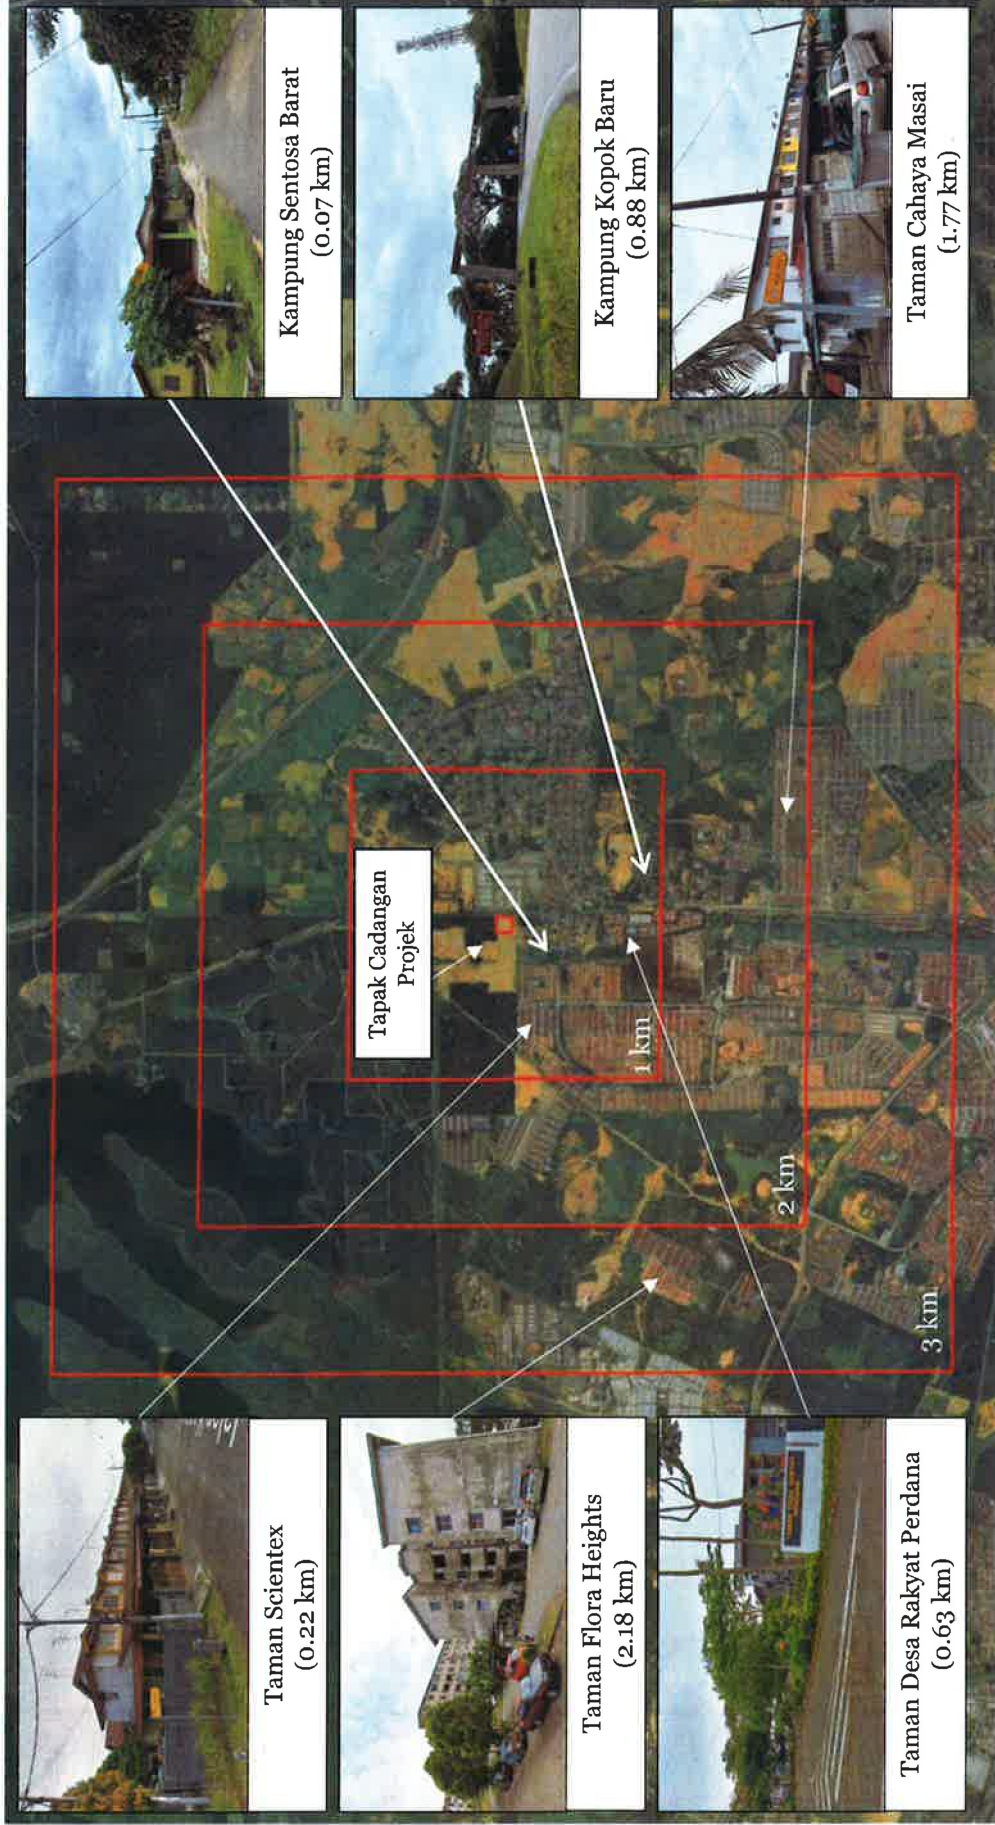 Taman Scientex
(0.22 km)
Taman Flora Heights
(2.18 km)
Taman Desa Rakyat Perdana
(0.63 km)
Tapak Cadangan
Projek
1 km
2 km
3 km
Kampung Sentosa Barat
(0.07 km)
Kampung Kopok Baru
(0.88 km)
Taman Cahaya Masai
(1.77 km)